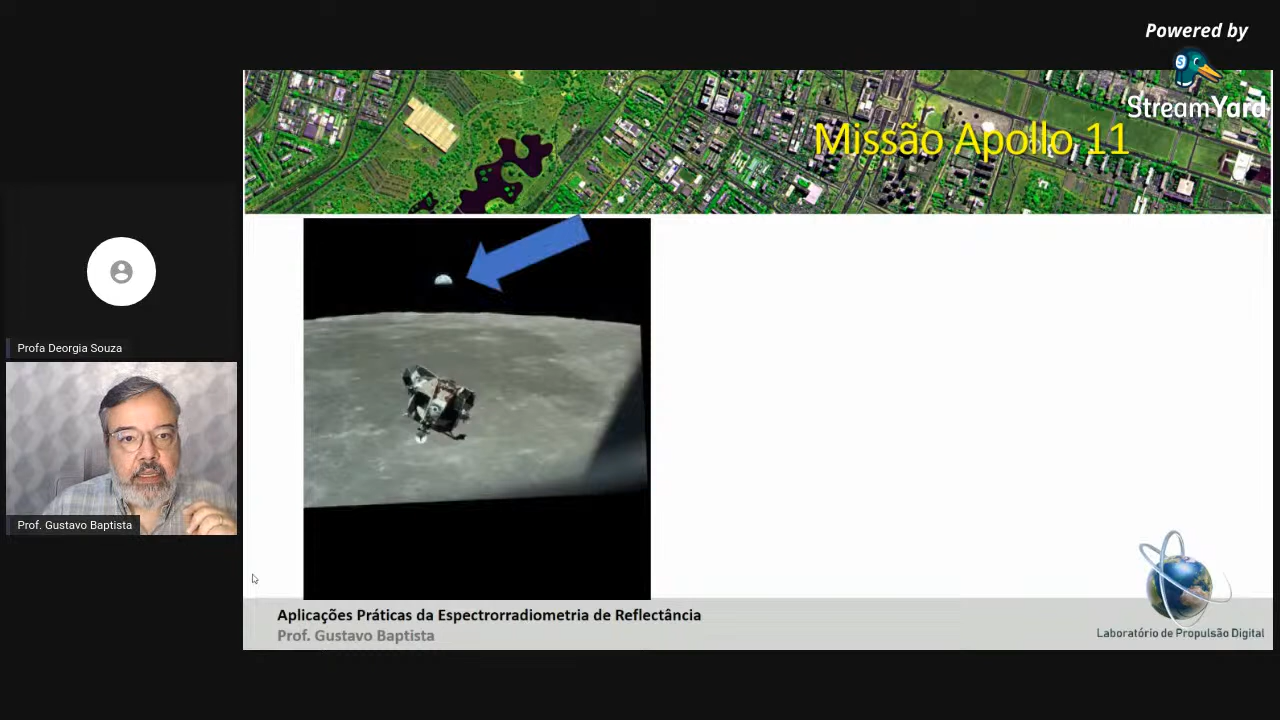 Powered by
StreamYard
Missão Apollo 11
Profa Deorgia Souza
Prof. Gustavo Baptista
Aplicações Práticas da Espectrorradiometria de Reflectância
Prof. Gustavo Baptista
Laboratório de Propulsão Digital